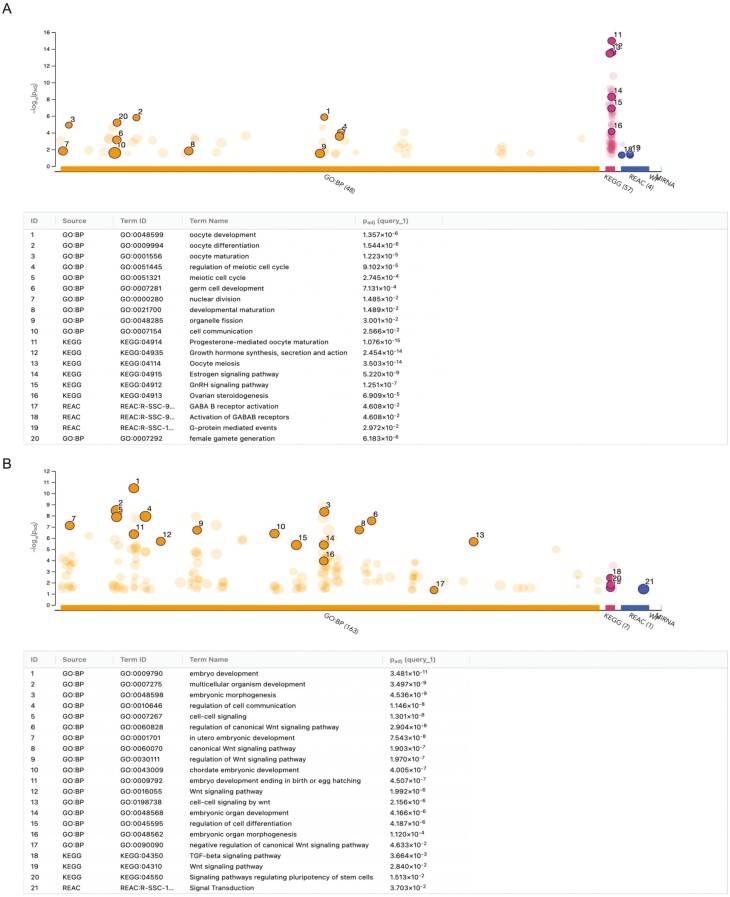 A
16
14
12
10
8
6
4
2
0
-log₁₀(padj)
1
2
3
4
6
7
8
9
10
11
14
15
16
20
GO:BP (48)
KEGG (57)
REAC (4)
WP
MIRNA
ID Source Term ID Term Name padj (query_1)
1 GO:BP GO:0048599 oocyte development 1.357×10⁻⁶
2 GO:BP GO:0009994 oocyte differentiation 1.544×10⁻⁶
3 GO:BP GO:0001556 oocyte maturation 1.223×10⁻⁵
4 GO:BP GO:0051445 regulation of meiotic cell cycle 9.102×10⁻⁵
5 GO:BP GO:0051321 meiotic cell cycle 2.745×10⁻⁴
6 GO:BP GO:0007281 germ cell development 7.131×10⁻⁴
7 GO:BP GO:0000280 nuclear division 1.485×10⁻²
8 GO:BP GO:0021700 developmental maturation 1.489×10⁻²
9 GO:BP GO:0048285 organelle fission 3.001×10⁻²
10 GO:BP GO:0007154 cell communication 2.566×10⁻²
11 KEGG KEGG:04914 Progesterone-mediated oocyte maturation 1.076×10⁻¹⁵
12 KEGG KEGG:04935 Growth hormone synthesis, secretion and action 2.454×10⁻¹⁴
13 KEGG KEGG:04114 Oocyte meiosis 3.503×10⁻¹⁴
14 KEGG KEGG:04915 Estrogen signaling pathway 5.220×10⁻⁹
15 KEGG KEGG:04912 GnRH signaling pathway 1.251×10⁻⁷
16 KEGG KEGG:04913 Ovarian steroidogenesis 6.909×10⁻⁵
17 REAC REAC:R-SSC-9... GABA B receptor activation 4.608×10⁻²
18 REAC REAC:R-SSC-9... Activation of GABAB receptors 4.608×10⁻²
19 REAC REAC:R-SSC-1... G-protein mediated events 2.972×10⁻²
20 GO:BP GO:0007292 female gamete generation 6.183×10⁻⁶
B
12
11
10
9
8
7
6
5
4
3
2
1
0
-log₁₀(padj)
1
2
3
4
5
6
7
8
9
10
11
12
13
14
15
16
17
18
20
21
GO:BP (163)
KEGG (7)
REAC (1)
WP
MIRNA
ID Source Term ID Term Name padj (query_1)
1 GO:BP GO:0009790 embryo development 3.481×10⁻¹¹
2 GO:BP GO:0007275 multicellular organism development 3.497×10⁻⁹
3 GO:BP GO:0048598 embryonic morphogenesis 4.536×10⁻⁹
4 GO:BP GO:0010646 regulation of cell communication 1.146×10⁻⁸
5 GO:BP GO:0007267 cell-cell signaling 1.301×10⁻⁸
6 GO:BP GO:0060828 regulation of canonical Wnt signaling pathway 2.904×10⁻⁸
7 GO:BP GO:0001701 in utero embryonic development 7.543×10⁻⁸
8 GO:BP GO:0060070 canonical Wnt signaling pathway 1.903×10⁻⁷
9 GO:BP GO:0030111 regulation of Wnt signaling pathway 1.970×10⁻⁷
10 GO:BP GO:0043009 chordate embryonic development 4.005×10⁻⁷
11 GO:BP GO:0009792 embryo development ending in birth or egg hatching 4.507×10⁻⁷
12 GO:BP GO:0016055 Wnt signaling pathway 1.992×10⁻⁶
13 GO:BP GO:0198738 cell-cell signaling by wnt 2.156×10⁻⁶
14 GO:BP GO:0048568 embryonic organ development 4.166×10⁻⁶
15 GO:BP GO:0045595 regulation of cell differentiation 4.187×10⁻⁶
16 GO:BP GO:0048562 embryonic organ morphogenesis 1.120×10⁻⁴
17 GO:BP GO:0090090 negative regulation of canonical Wnt signaling pathway 4.633×10⁻²
18 KEGG KEGG:04350 TGF-beta signaling pathway 3.664×10⁻³
19 KEGG KEGG:04310 Wnt signaling pathway 2.840×10⁻²
20 KEGG KEGG:04550 Signaling pathways regulating pluripotency of stem cells 1.513×10⁻²
21 REAC REAC:R-SSC-1... Signal Transduction 3.703×10⁻²